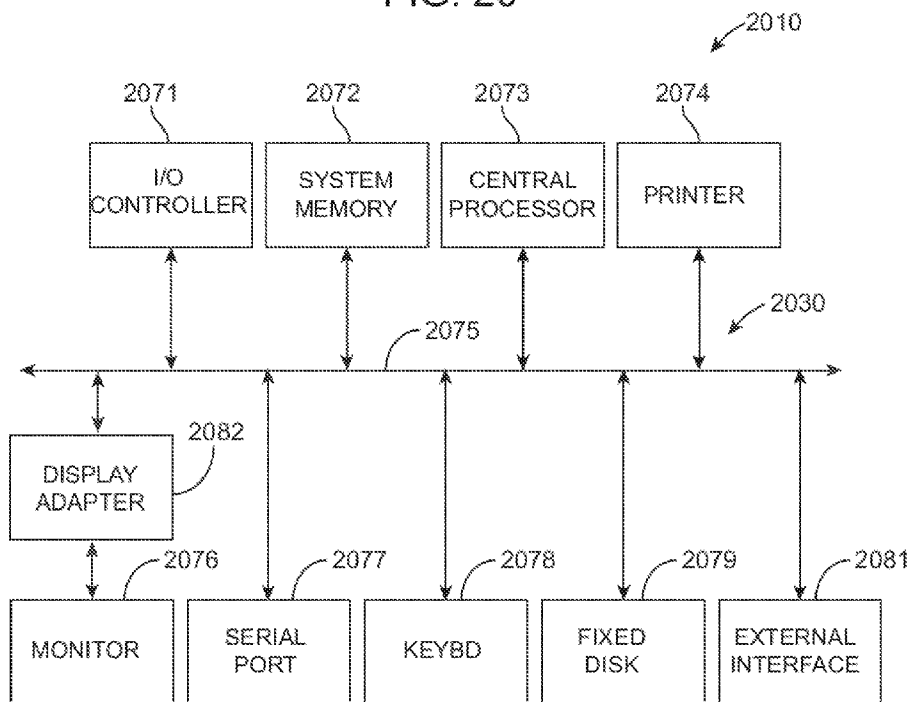 2010
2071
2072
2073
2074
I/O
CONTROLLER
SYSTEM
MEMORY
CENTRAL
PROCESSOR
PRINTER
2030
2075
2082
DISPLAY
ADAPTER
2076
2077
2078
2079
2081
MONITOR
SERIAL
PORT
KEYBD
FIXED
DISK
EXTERNAL
INTERFACE